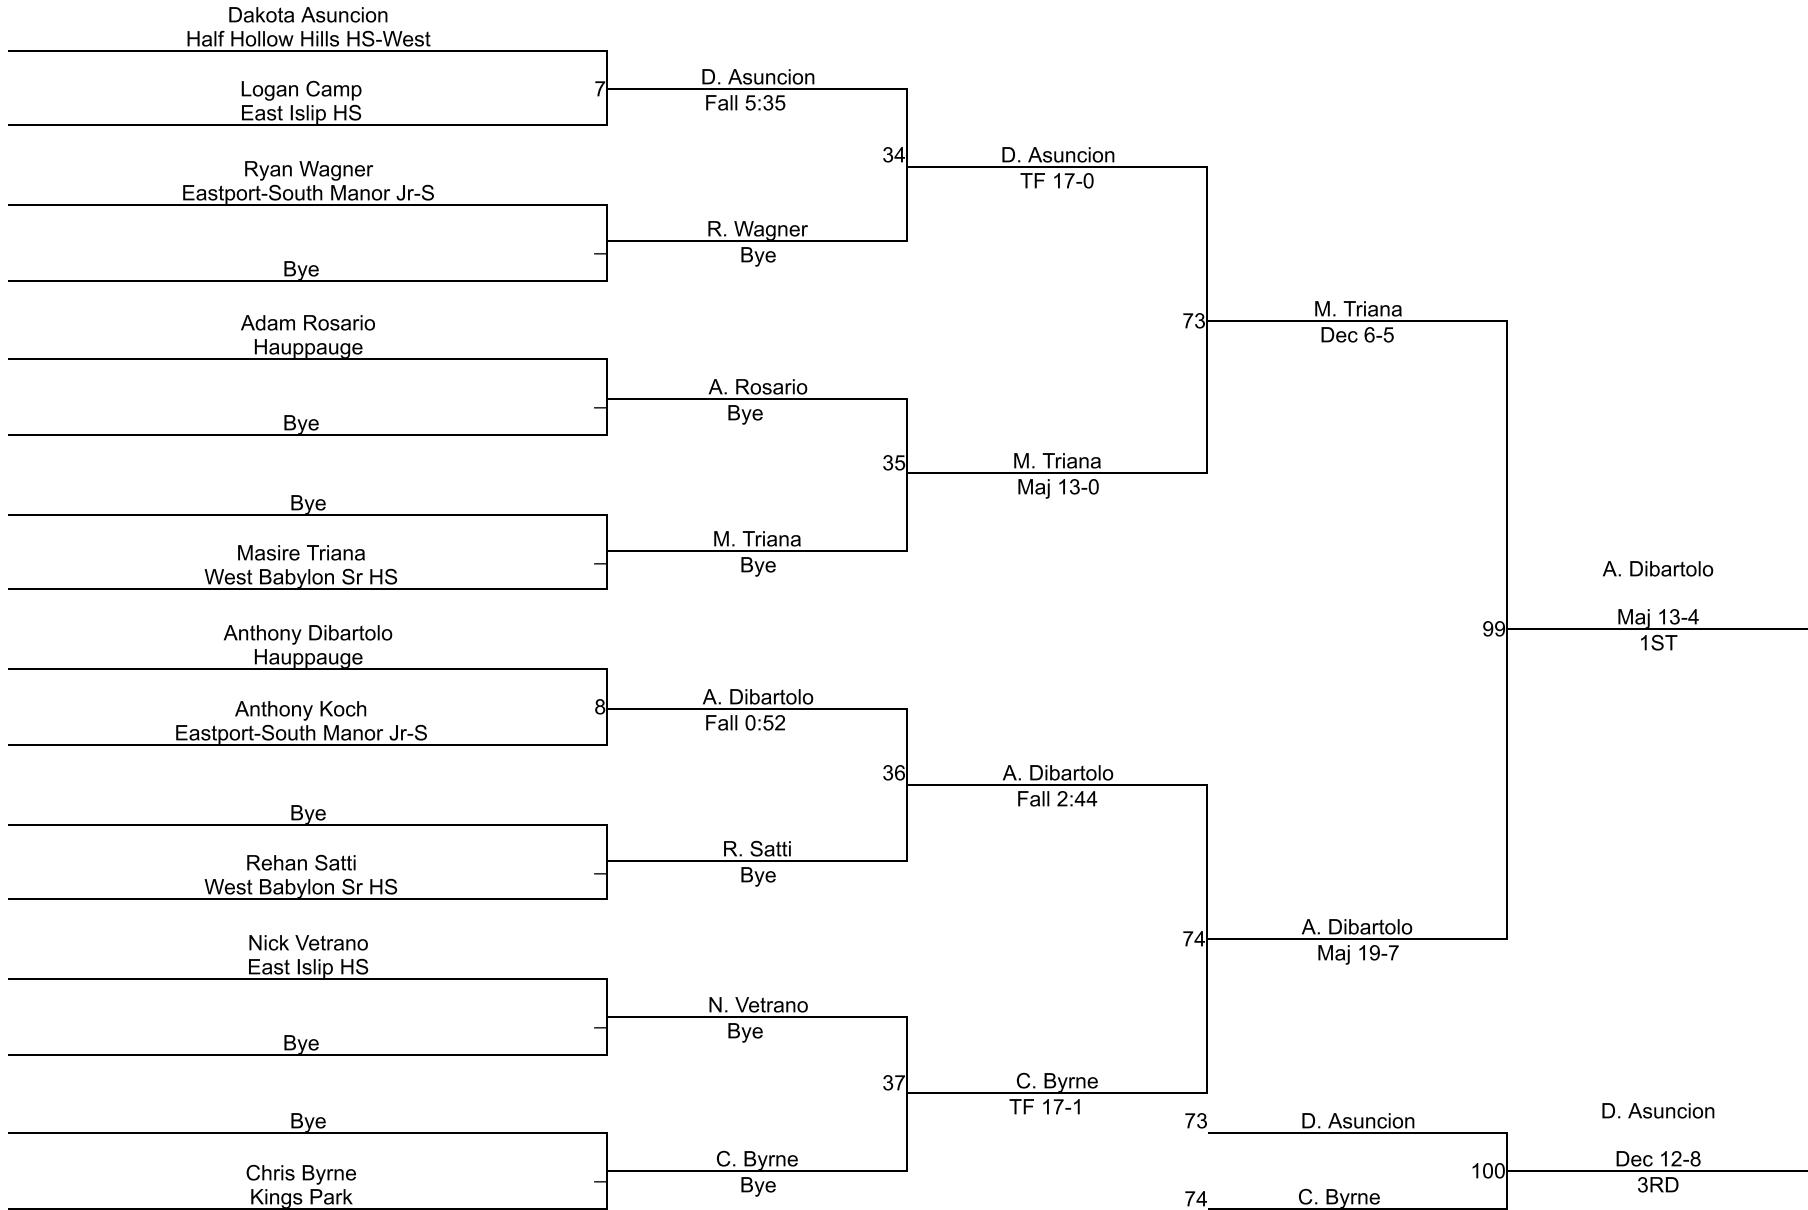 Dakota Asuncion
Half Hollow Hills HS-West
Logan Camp
East Islip HS
7
D. Asuncion
Fall 5:35
Ryan Wagner
Eastport-South Manor Jr-S
Bye
R. Wagner
Bye
34
D. Asuncion
TF 17-0
Adam Rosario
Hauppauge
Bye
A. Rosario
Bye
Bye
Masire Triana
West Babylon Sr HS
M. Triana
Bye
35
M. Triana
Maj 13-0
73
M. Triana
Dec 6-5
Anthony Dibartolo
Hauppauge
Anthony Koch
Eastport-South Manor Jr-S
8
A. Dibartolo
Fall 0:52
Bye
Rehan Satti
West Babylon Sr HS
R. Satti
Bye
36
A. Dibartolo
Fall 2:44
Nick Vetrano
East Islip HS
Bye
N. Vetrano
Bye
Bye
Chris Byrne
Kings Park
C. Byrne
Bye
37
C. Byrne
TF 17-1
74
A. Dibartolo
Maj 19-7
99
A. Dibartolo
Maj 13-4
1ST
73
D. Asuncion
74
C. Byrne
100
D. Asuncion
Dec 12-8
3RD